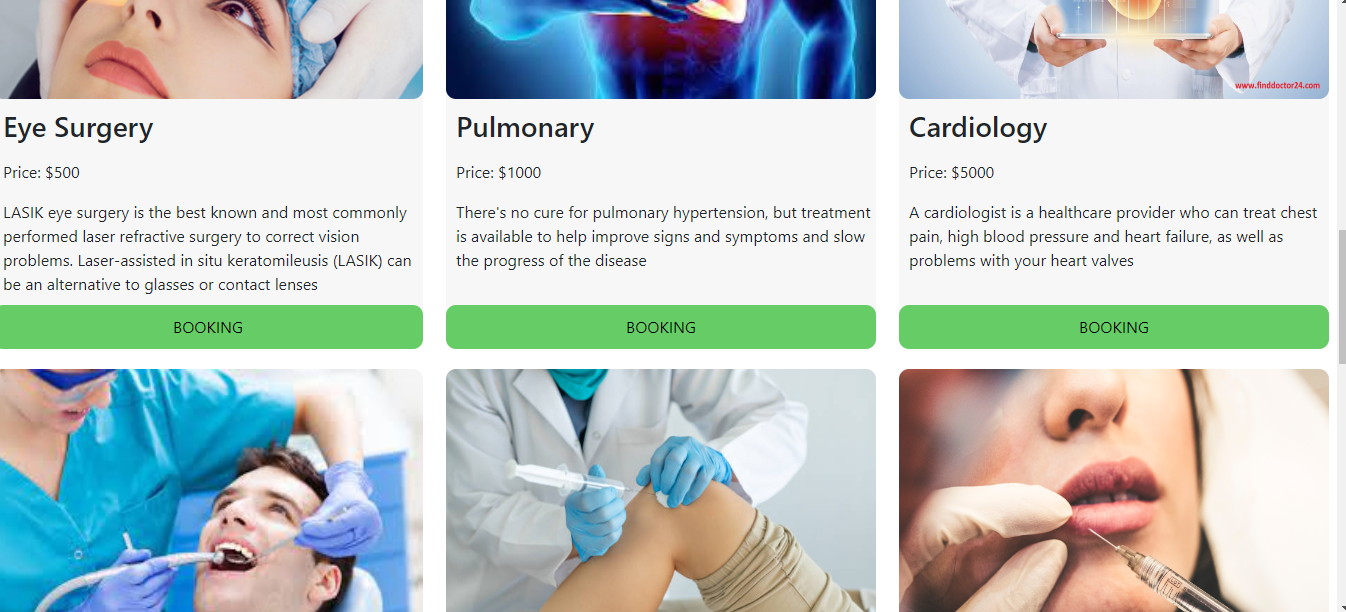 www.finddoctor24.com
Eye Surgery
Price: $500
LASIK eye surgery is the best known and most commonly
performed laser refractive surgery to correct vision
problems. Laser-assisted in situ keratomileusis (LASIK) can
be an alternative to glasses or contact lenses
BOOKING
Pulmonary
Price: $1000
There's no cure for pulmonary hypertension, but treatment
is available to help improve signs and symptoms and slow
the progress of the disease
BOOKING
Cardiology
Price: $5000
A cardiologist is a healthcare provider who can treat chest
pain, high blood pressure and heart failure, as well as
problems with your heart valves
BOOKING